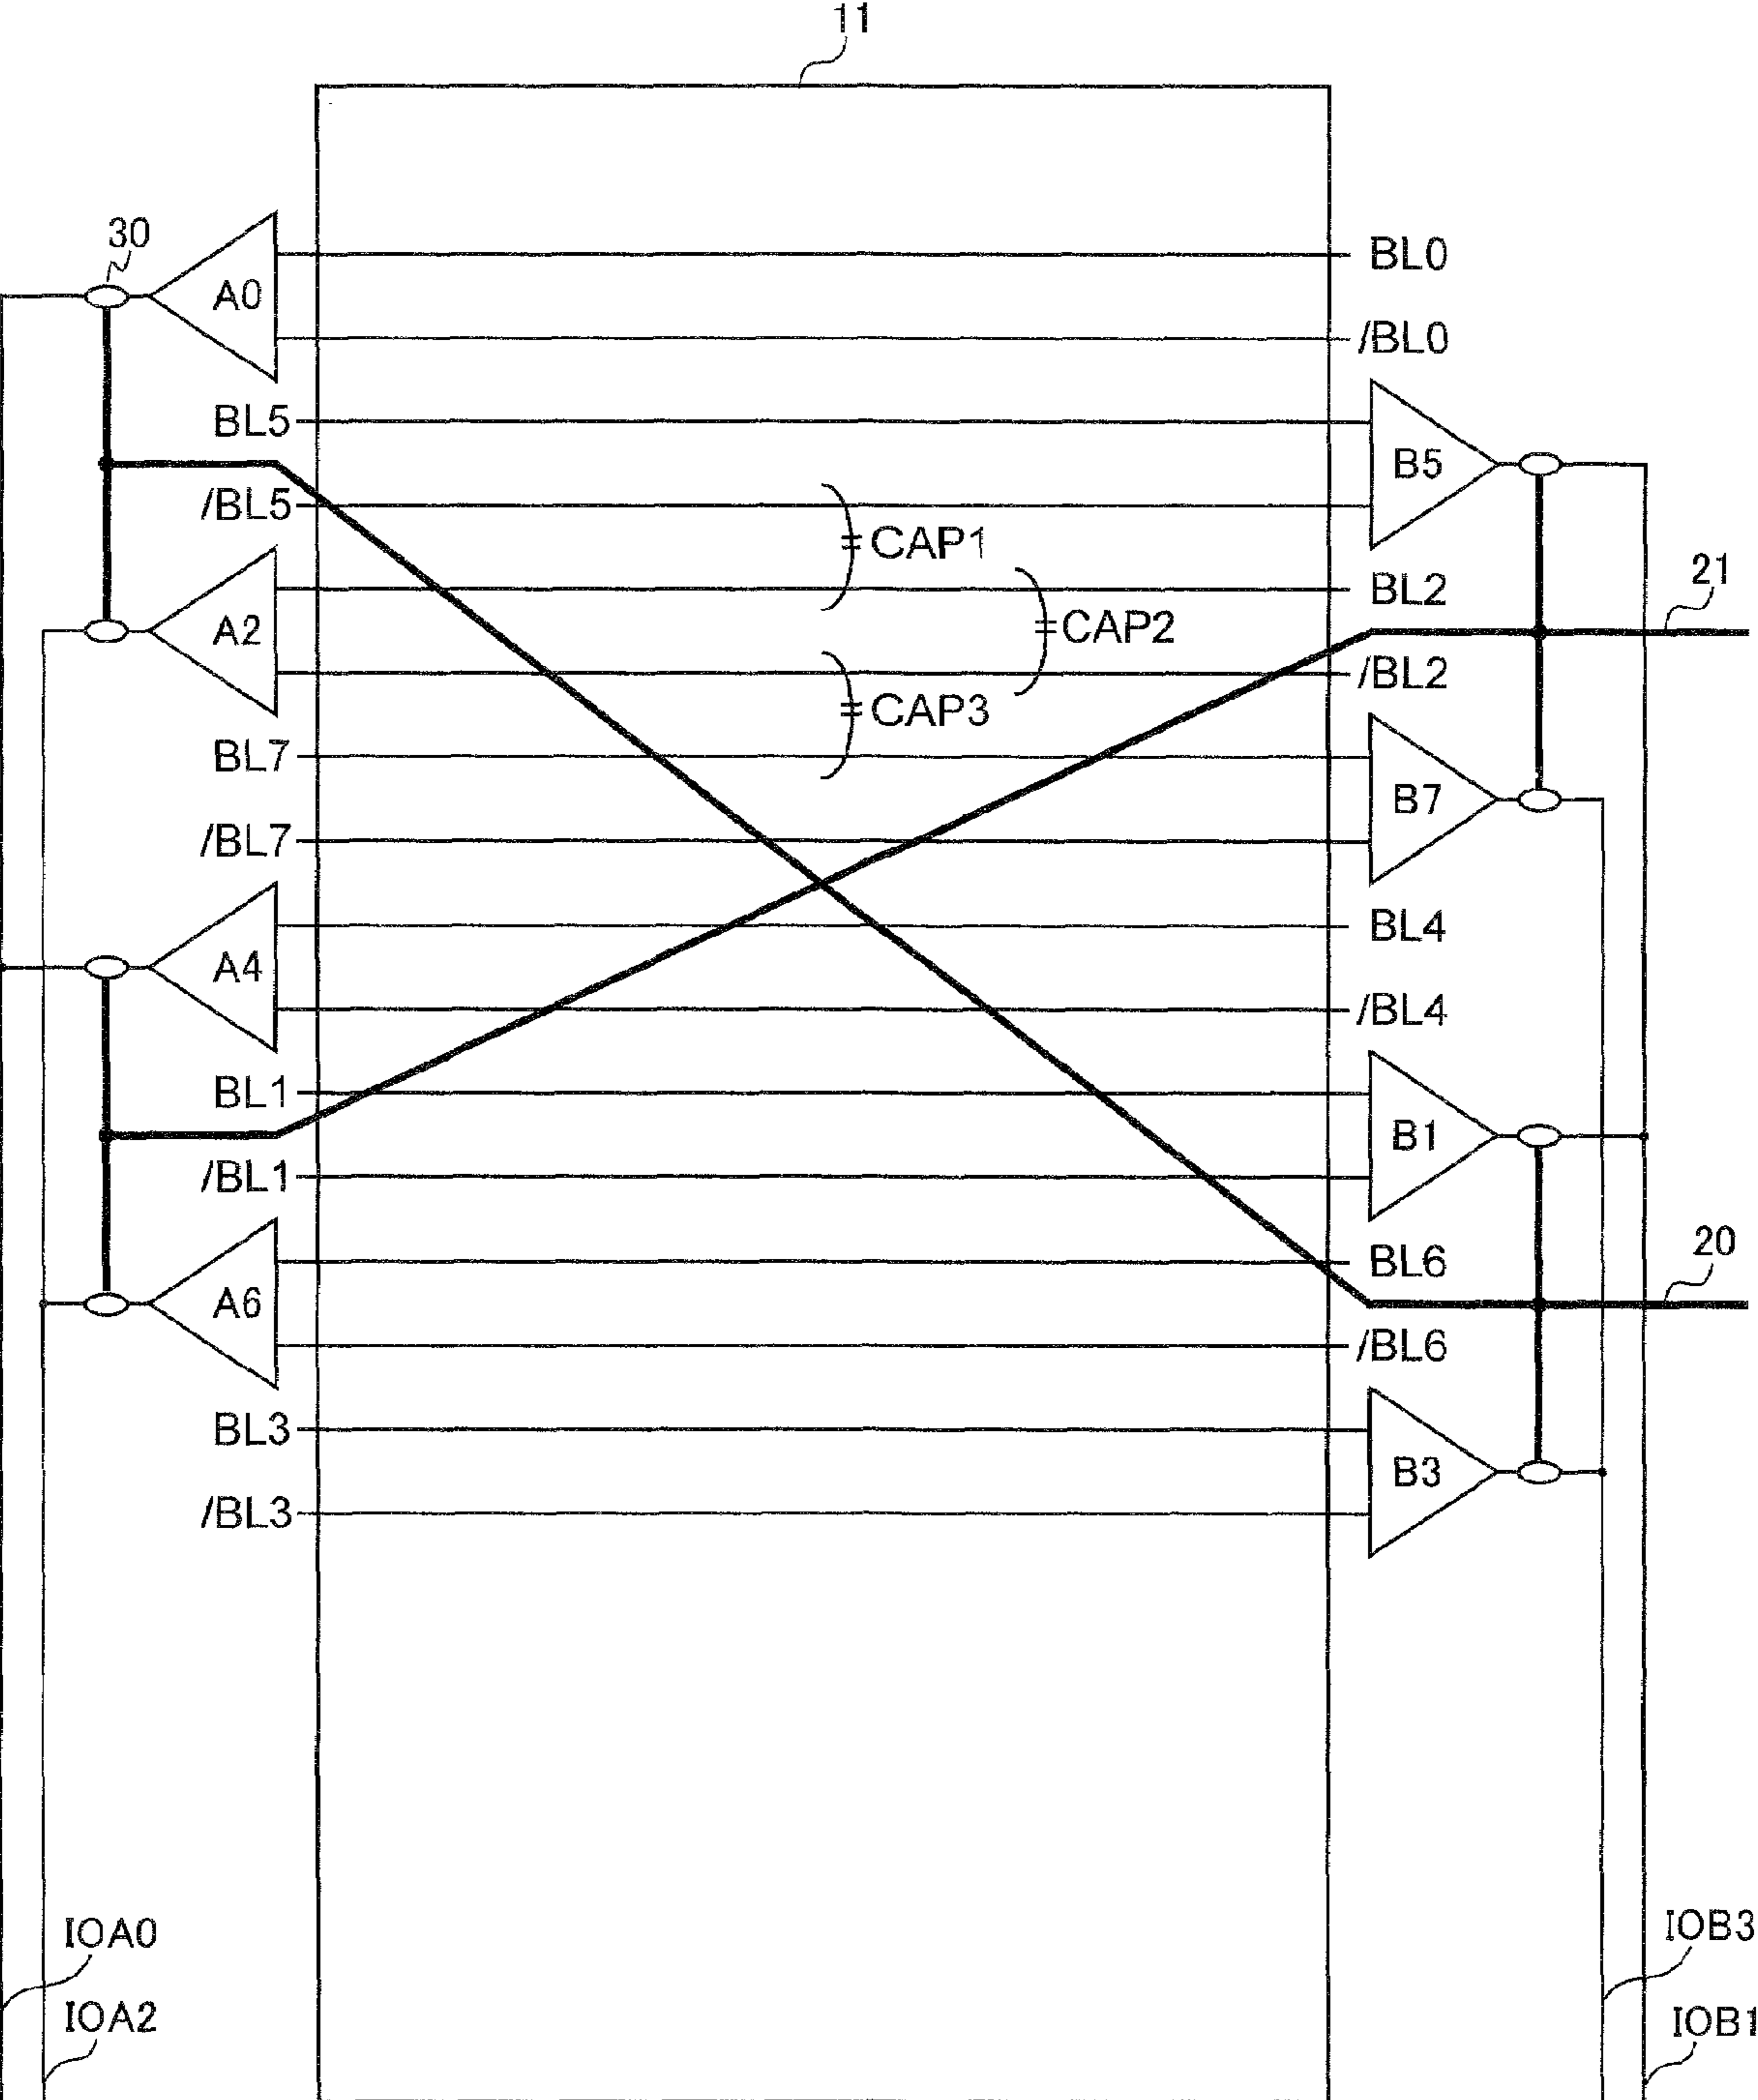 11
30
A0
BL0
/BL0
BL5
B5
/BL5
CAP1
21
A2
BL2
CAP2
/BL2
CAP3
BL7
B7
/BL7
BL4
A4
/BL4
BL1
B1
/BL1
20
BL6
A6
/BL6
BL3
B3
/BL3
IOA0
IOB3
IOA2
IOB1